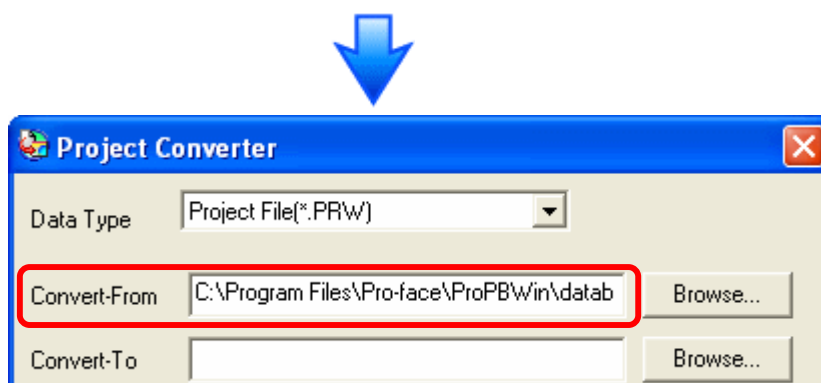 Project Converter
Data Type Project File(*.PRW)
Convert-From C:\Program Files\Pro-face\ProPBWin\datab Browse...
Convert-To Browse...